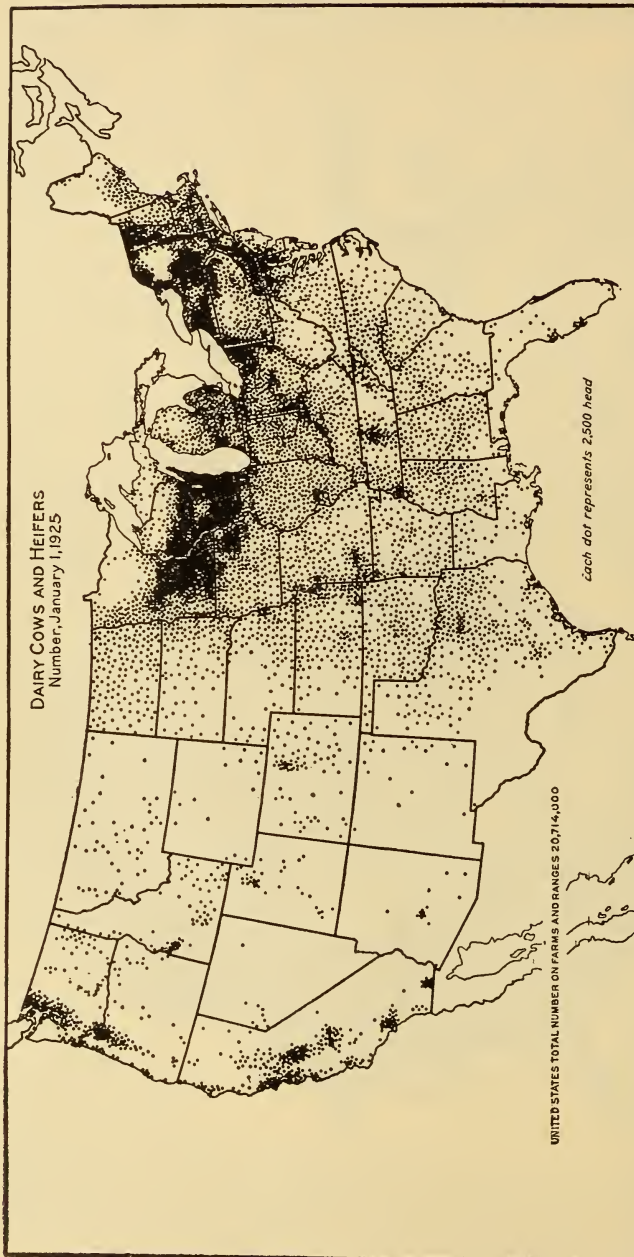 DAIRY COWS AND HEIFERS
Number, January 1, 1925
Each dot represents 2,500 head
UNITED STATES TOTAL NUMBER ON FARMS AND RANGES 20,714,000